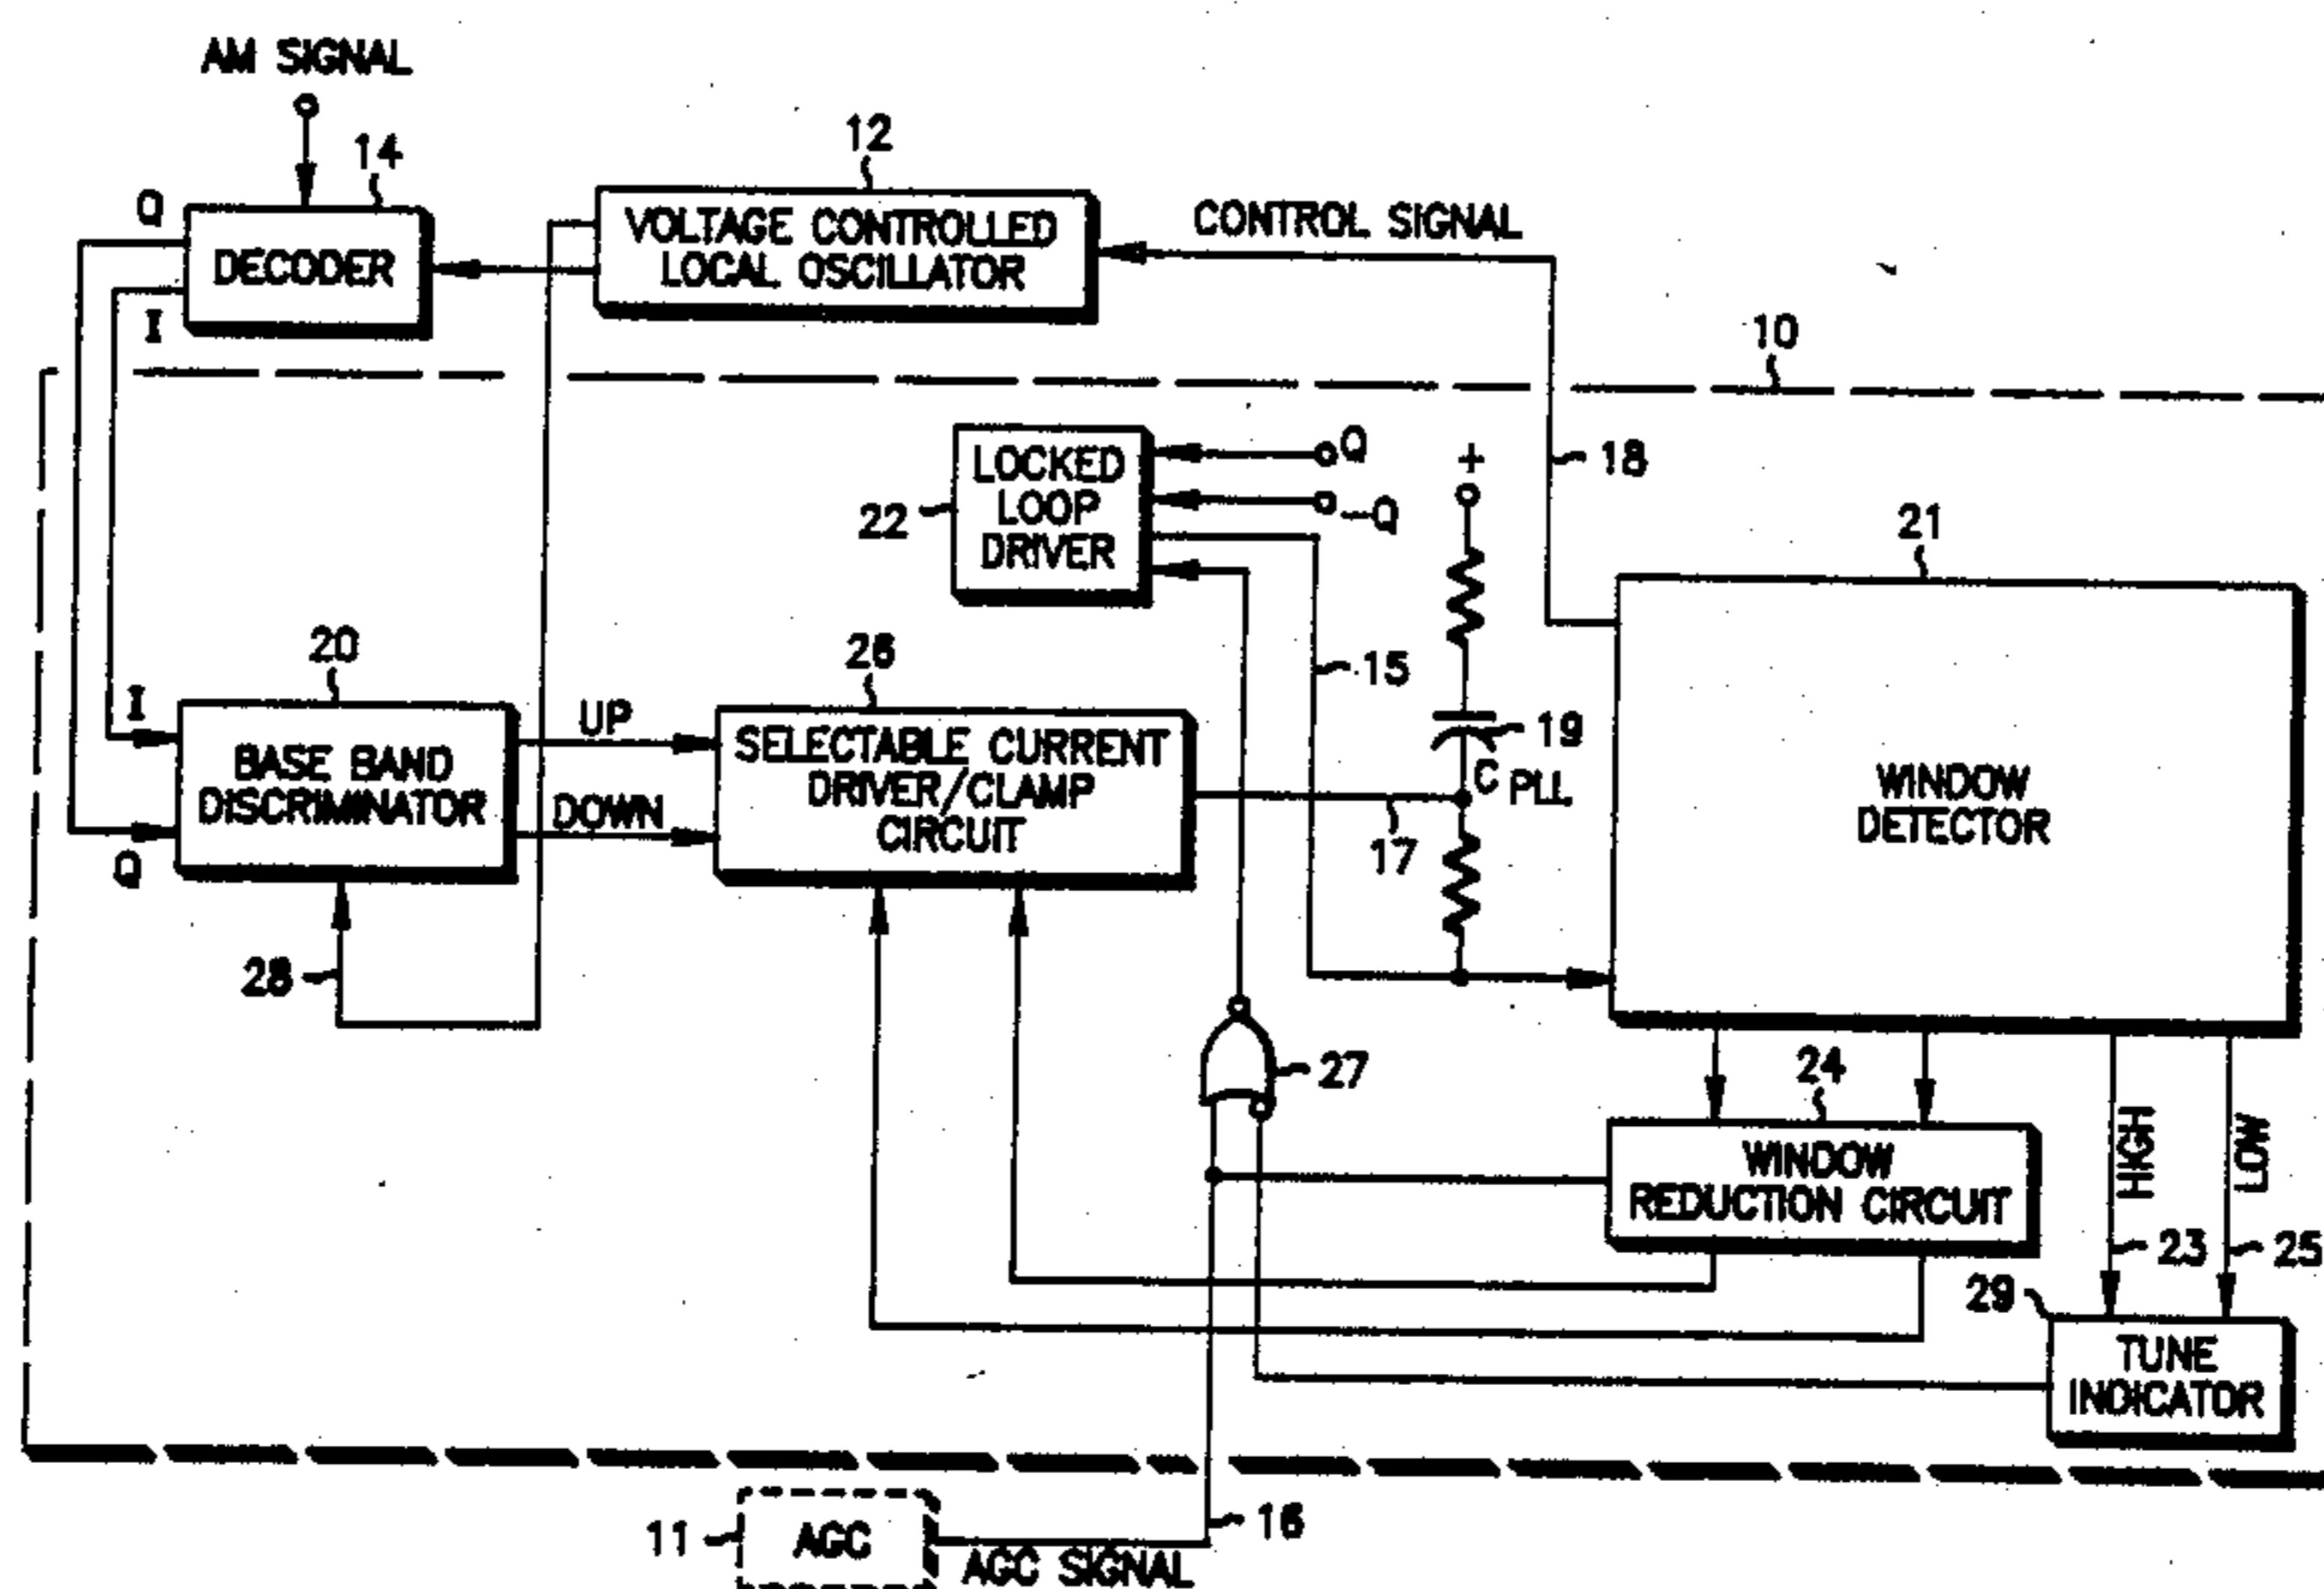 AM SIGNAL
14
12
Q
DECODER
I
VOLTAGE CONTROLLED
LOCAL OSCILLATOR
CONTROL SIGNAL
10
LOCKED
LOOP
DRIVER
22
Q
—Q
+
18
21
15
20
26
I
BASE BAND
DISCRIMINATOR
Q
UP
DOWN
SELECTABLE CURRENT
DRIVER/CLAMP
CIRCUIT
19
C PLL
17
WINDOW
DETECTOR
28
27
24
WINDOW
REDUCTION CIRCUIT
HIGH
LOW
23
25
29
TUNE
INDICATOR
11
AGC
AGC SIGNAL
16